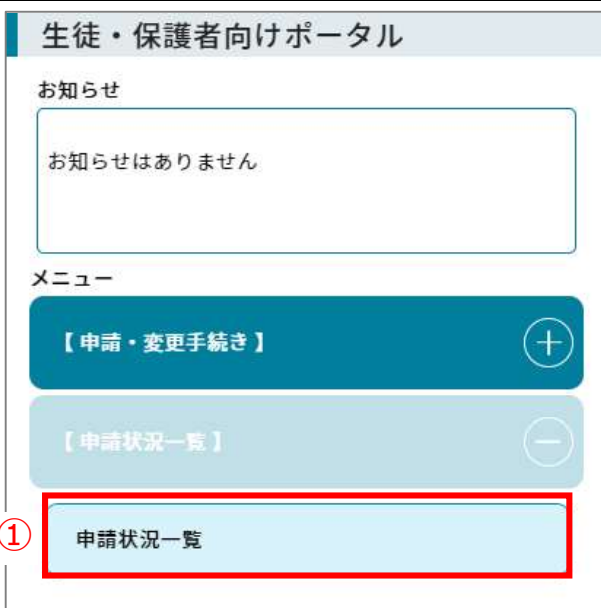 生徒・保護者向けポータル
お知らせ
お知らせはありません
メニュー
【 申請・変更手続き 】
【 申請状況一覧 】
① 申請状況一覧